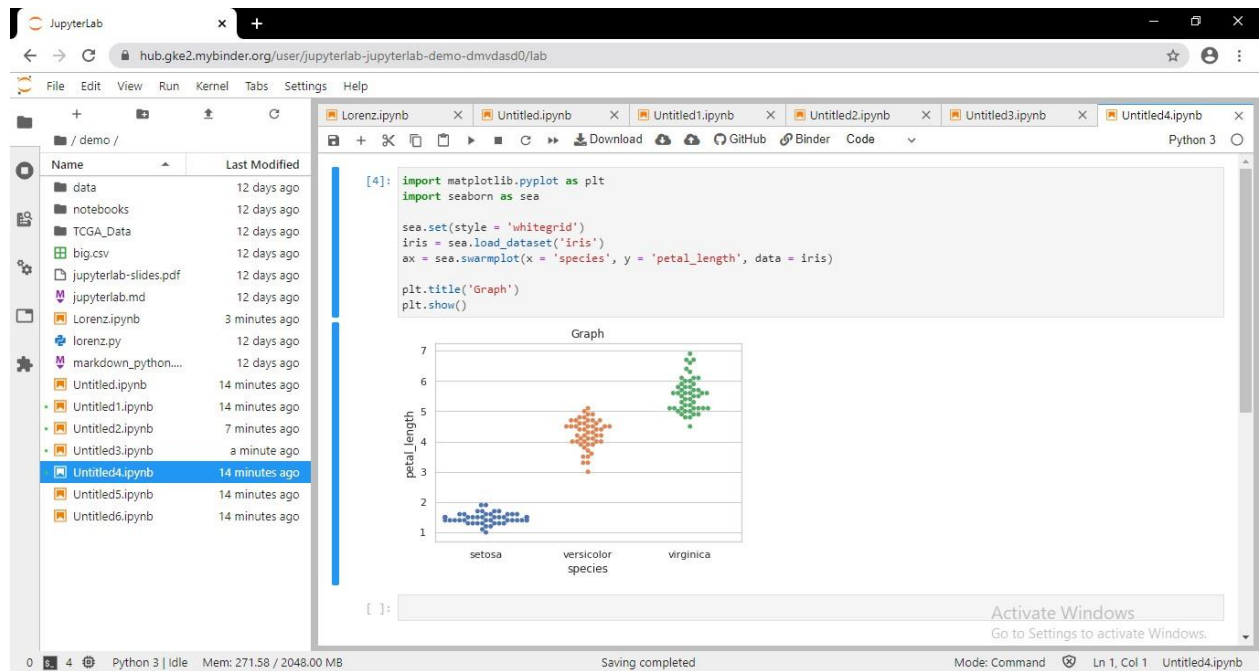 JupyterLab
hub.gke2.mybinder.org/user/jupyterlab-jupyterlab-demo-dmvdasd0/lab
File Edit View Run Kernel Tabs Settings Help
Lorenz.ipynb Untitled.ipynb Untitled1.ipynb Untitled2.ipynb Untitled3.ipynb Untitled4.ipynb
/ demo /
Download GitHub Binder Code Python 3
Name Last Modified
data 12 days ago
notebooks 12 days ago
TCGA_Data 12 days ago
big.csv 12 days ago
jupyterlab-slides.pdf 12 days ago
jupyterlab.md 12 days ago
Lorenz.ipynb 3 minutes ago
lorenz.py 12 days ago
markdown_python.... 12 days ago
Untitled.ipynb 14 minutes ago
Untitled1.ipynb 14 minutes ago
Untitled2.ipynb 7 minutes ago
Untitled3.ipynb a minute ago
Untitled4.ipynb 14 minutes ago
Untitled5.ipynb 14 minutes ago
Untitled6.ipynb 14 minutes ago
[4]: import matplotlib.pyplot as plt
import seaborn as sea
sea.set(style = 'whitegrid')
iris = sea.load_dataset('iris')
ax = sea.swarmplot(x = 'species', y = 'petal_length', data = iris)
plt.title('Graph')
plt.show()
Graph
7
6
5
4
3
2
1
petal_length
setosa versicolor virginica
species
[ ]:
Activate Windows
Go to Settings to activate Windows.
0 $_ 4 Python 3 | Idle Mem: 271.58 / 2048.00 MB Saving completed Mode: Command Ln 1, Col 1 Untitled4.ipynb